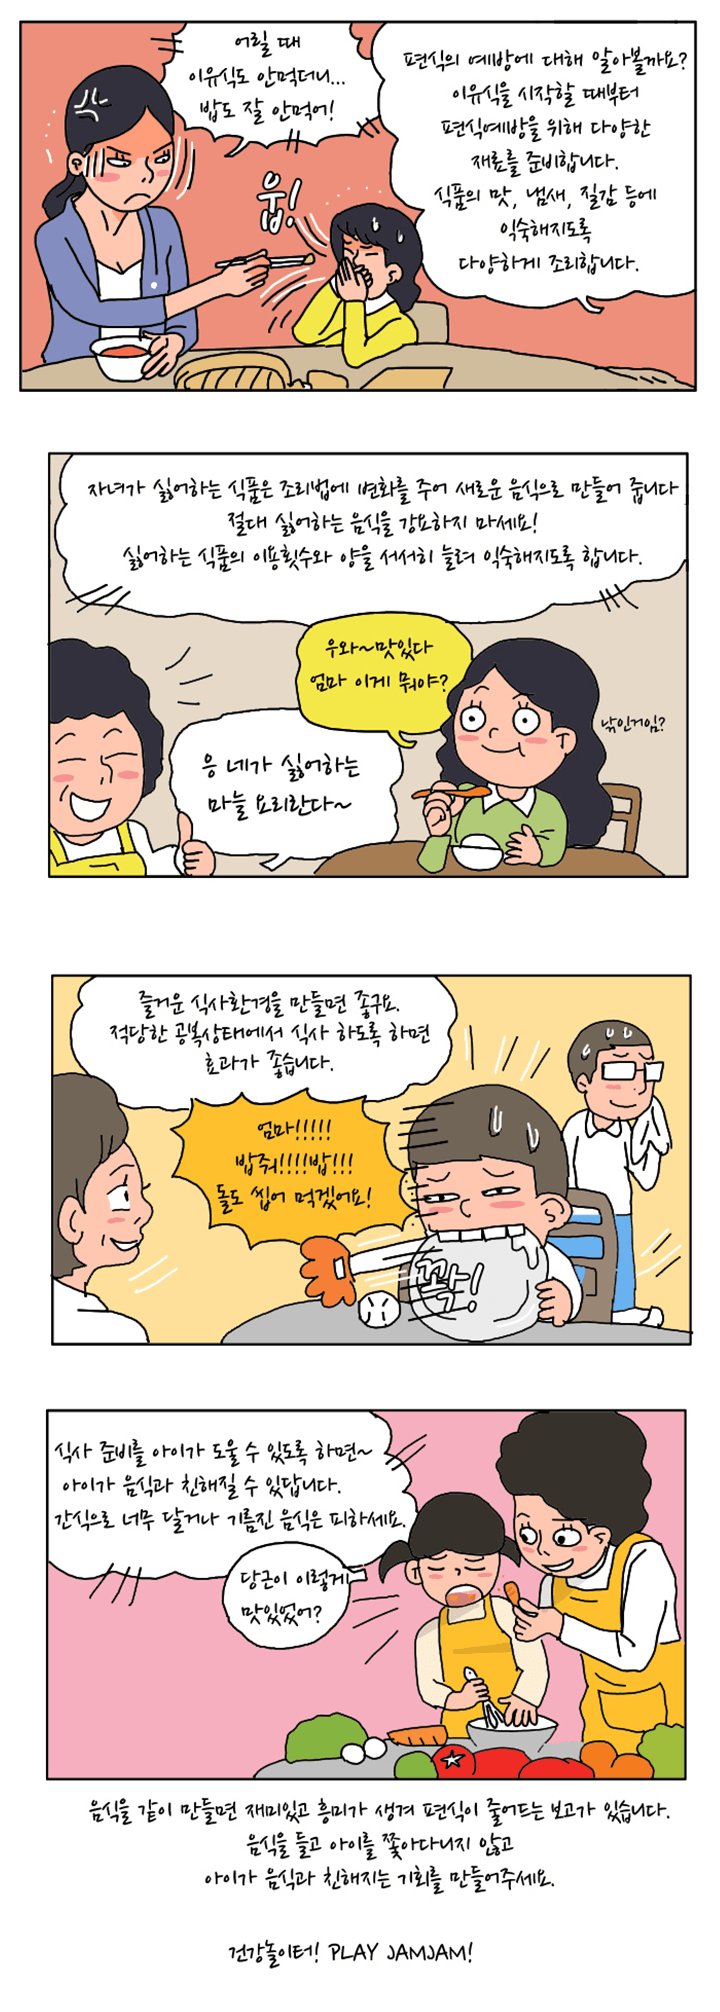 어릴 때
이유식도 안먹더니...
밥도 잘 안먹어!
편식의 예방에 대해 알아볼까요?
이유식을 시작할 때부터
편식예방을 위해 다양한
재료를 준비합니다.
식품의 맛, 냄새, 질감 등에
익숙해지도록
다양하게 조리합니다.
웁!
자녀가 싫어하는 식품은 조리법에 변화를 주어 새로운 음식으로 만들어 줍니다
절대 싫어하는 음식을 강요하지 마세요!
싫어하는 식품의 이용횟수와 양을 서서히 늘려 익숙해지도록 합니다.
우와~맛있다
엄마 이게 뭐야?
낚인거임?
응 네가 싫어하는
마늘 요리란다~
즐거운 식사환경을 만들면 좋구요.
적당한 공복상태에서 식사 하도록 하면
효과가 좋습니다.
엄마!!!!!
밥줘!!!!밥!!!
돌도 씹어 먹겠어요!
꽉!
식사 준비를 아이가 도울 수 있도록 하면~
아이가 음식과 친해질 수 있답니다.
간식으로 너무 달거나 기름진 음식은 피하세요.
당근이 이렇게
맛있었어?
음식을 같이 만들면 재미있고 흥미가 생겨 편식이 줄어드는 보고가 있습니다.
음식을 들고 아이를 쫓아다니지 않고
아이가 음식과 친해지는 기회를 만들어주세요.
건강놀이터! PLAY JAMJAM!